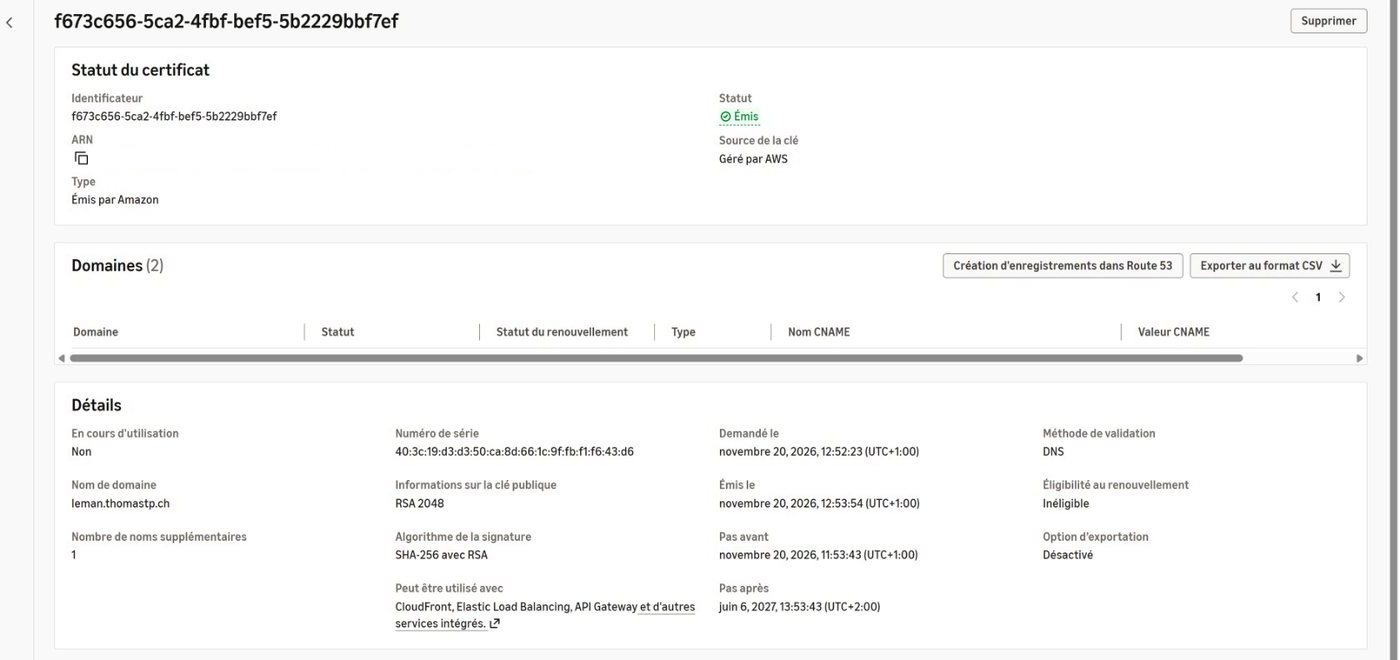 f673c656-5ca2-4fbf-bef5-5b2229bbf7ef
Supprimer
Statut du certificat
Identificateur
f673c656-5ca2-4fbf-bef5-5b2229bbf7ef
Statut
Émis
ARN
Source de la clé
Géré par AWS
Type
Émis par Amazon
Domaines (2)
Création d'enregistrements dans Route 53
Exporter au format CSV
1
Domaine
Statut
Statut du renouvellement
Type
Nom CNAME
Valeur CNAME
Détails
En cours d'utilisation
Non
Nom de domaine
leman.thomastp.ch
Nombre de noms supplémentaires
1
Numéro de série
40:3c:19:d3:d3:50:ca:8d:66:1c:9f:fb:f1:f6:43:d6
Informations sur la clé publique
RSA 2048
Algorithme de la signature
SHA-256 avec RSA
Peut être utilisé avec
CloudFront, Elastic Load Balancing, API Gateway et d'autres
services intégrés.
Demandé le
novembre 20, 2026, 12:52:23 (UTC+1:00)
Émis le
novembre 20, 2026, 12:53:54 (UTC+1:00)
Pas avant
novembre 20, 2026, 11:53:43 (UTC+1:00)
Pas après
juin 6, 2027, 13:53:43 (UTC+2:00)
Méthode de validation
DNS
Éligibilité au renouvellement
Inéligible
Option d'exportation
Désactivé